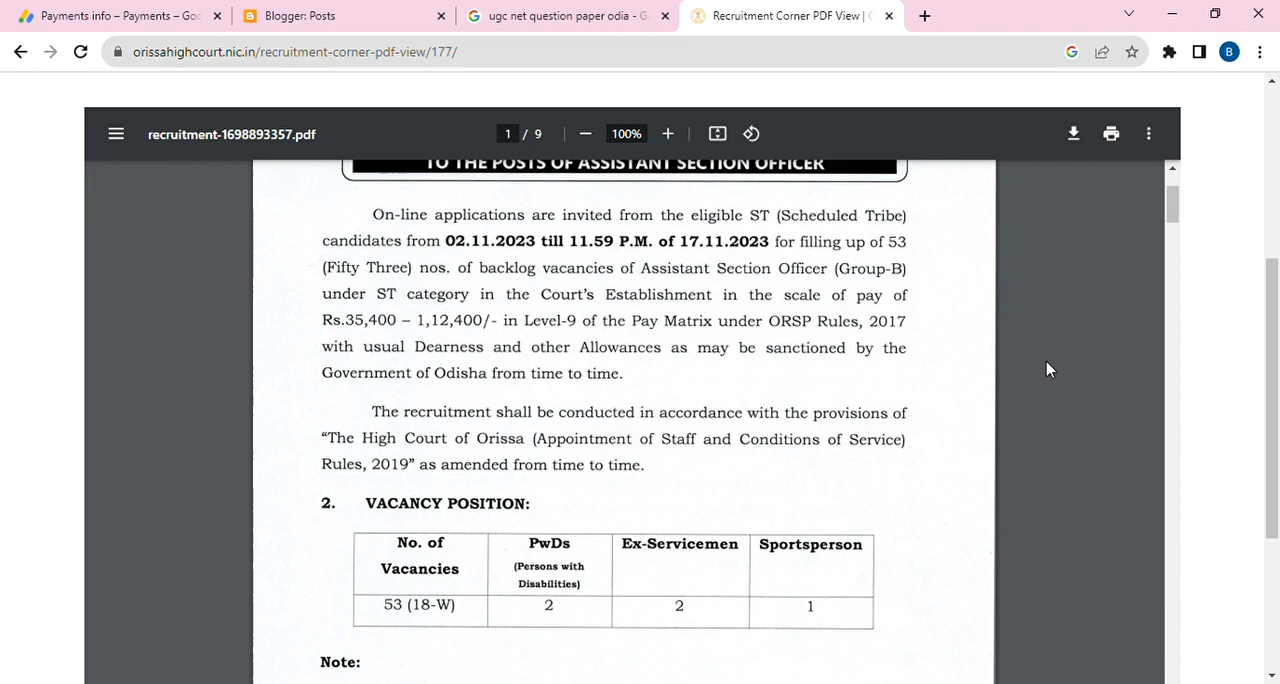 Payments info – Payments – Goo
Blogger: Posts
ugc net question paper odia - G
Recruitment Corner PDF View | O
orissahighcourt.nic.in/recruitment-corner-pdf-view/177/
B
recruitment-1698893357.pdf
1 / 9
100%
TO THE POSTS OF ASSISTANT SECTION OFFICER
On-line applications are invited from the eligible ST (Scheduled Tribe)
candidates from 02.11.2023 till 11.59 P.M. of 17.11.2023 for filling up of 53
(Fifty Three) nos. of backlog vacancies of Assistant Section Officer (Group-B)
under ST category in the Court’s Establishment in the scale of pay of
Rs.35,400 – 1,12,400/- in Level-9 of the Pay Matrix under ORSP Rules, 2017
with usual Dearness and other Allowances as may be sanctioned by the
Government of Odisha from time to time.
The recruitment shall be conducted in accordance with the provisions of
“The High Court of Orissa (Appointment of Staff and Conditions of Service)
Rules, 2019” as amended from time to time.
2. VACANCY POSITION:
No. of Vacancies
PwDs (Persons with Disabilities)
Ex-Servicemen
Sportsperson
53 (18-W) 2 2 1
Note: